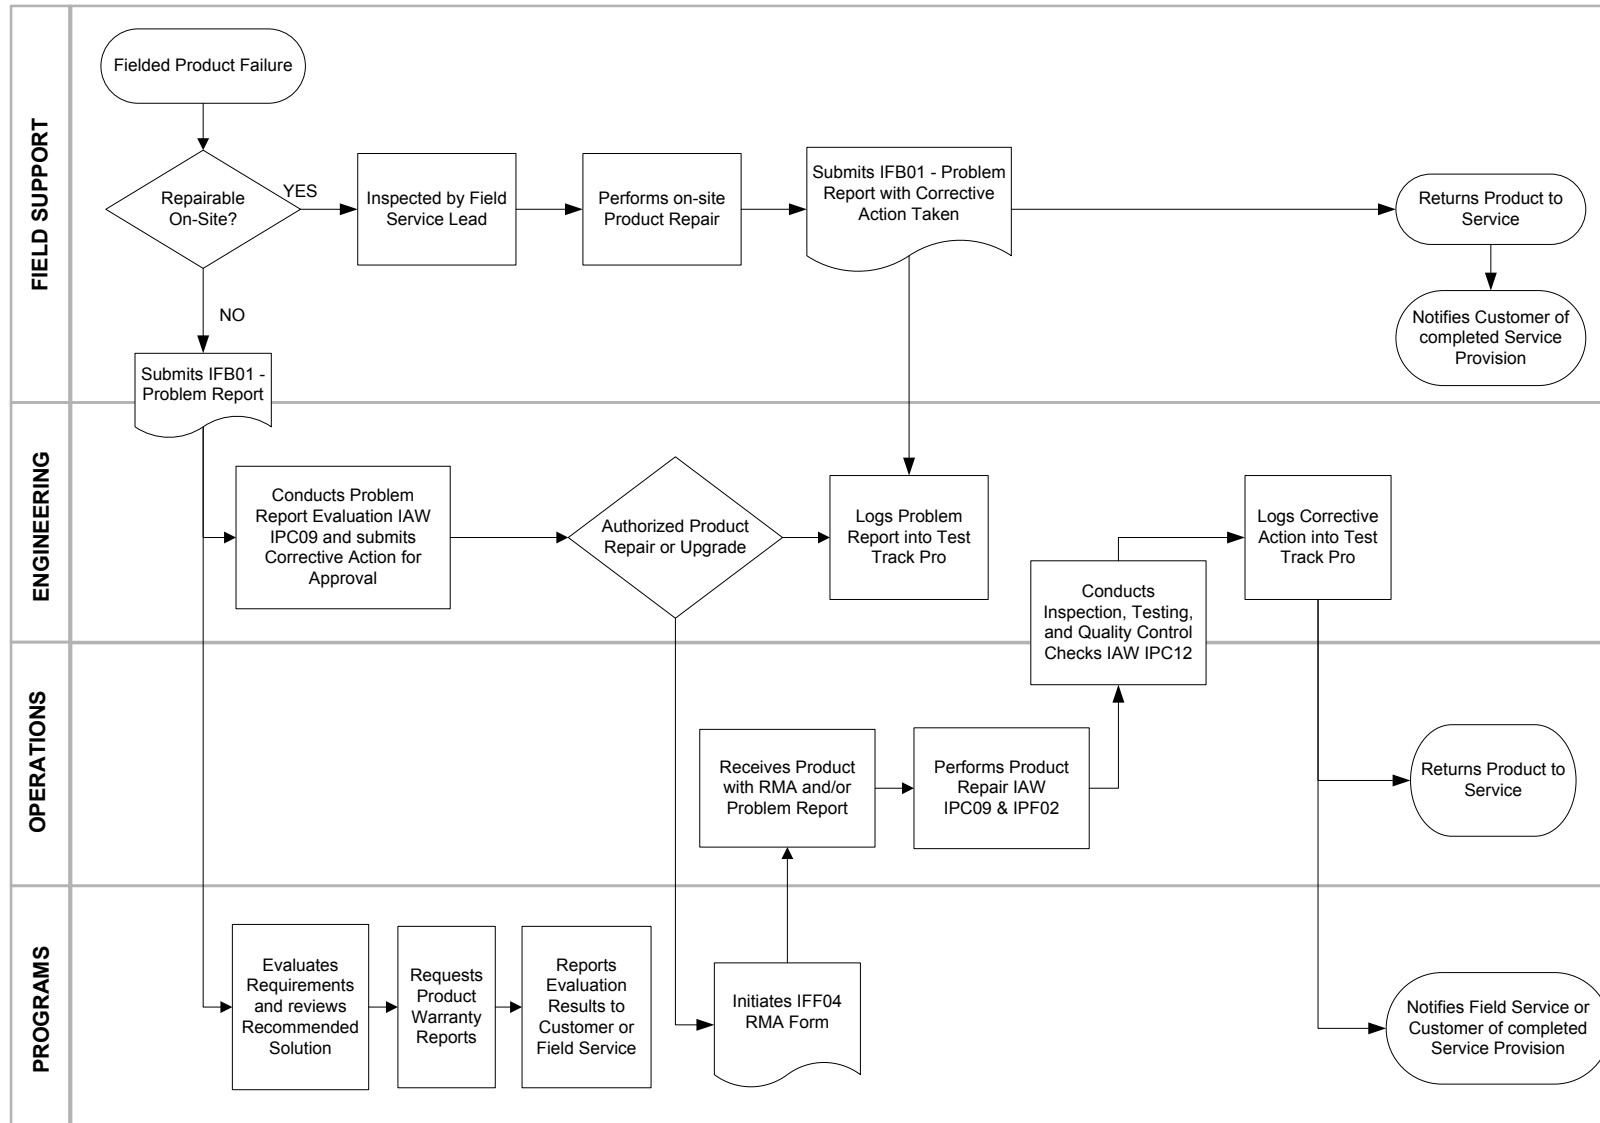 FIELD SUPPORT
Fielded Product Failure
Repairable
On-Site?
YES
NO
Inspected by Field
Service Lead
Performs on-site
Product Repair
Submits IFB01 - Problem
Report with Corrective
Action Taken
Returns Product to
Service
Notifies Customer of
completed Service
Provision
Submits IFB01 -
Problem Report
ENGINEERING
Conducts Problem
Report Evaluation IAW
IPC09 and submits
Corrective Action for
Approval
Authorized Product
Repair or Upgrade
Logs Problem
Report into Test
Track Pro
Conducts
Inspection, Testing,
and Quality Control
Checks IAW IPC12
Logs Corrective
Action into Test
Track Pro
OPERATIONS
Receives Product
with RMA and/or
Problem Report
Performs Product
Repair IAW
IPC09 & IPF02
Returns Product to
Service
PROGRAMS
Evaluates
Requirements
and reviews
Recommended
Solution
Requests
Product
Warranty
Reports
Reports
Evaluation
Results to
Customer or
Field Service
Initiates IFF04
RMA Form
Notifies Field Service or
Customer of completed
Service Provision